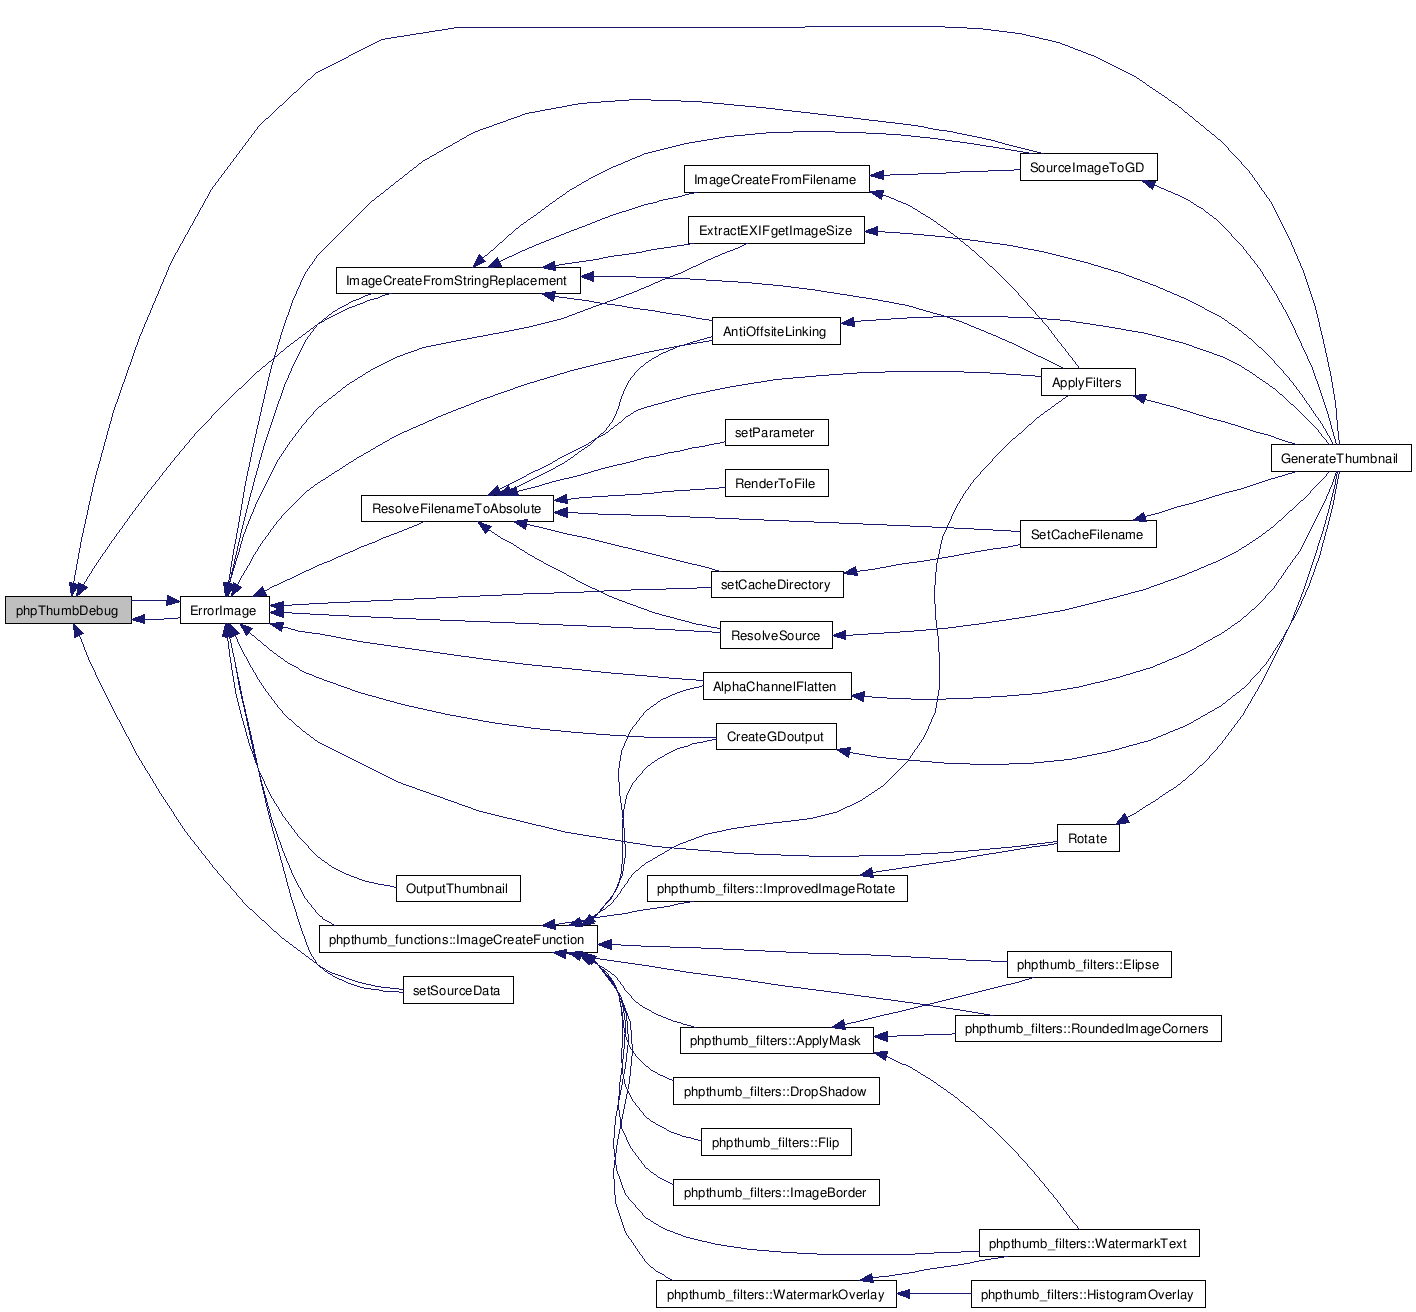 SourceImageToGD
ImageCreateFromFilename
ExtractEXIFgetImageSize
ImageCreateFromStringReplacement
AntiOffsiteLinking
ApplyFilters
setParameter
GenerateThumbnail
RenderToFile
ResolveFilenameToAbsolute
SetCacheFilename
setCacheDirectory
phpThumbDebug
ErrorImage
ResolveSource
AlphaChannelFlatten
CreateGDoutput
Rotate
OutputThumbnail
phpthumb_filters::ImprovedImageRotate
phpthumb_functions::ImageCreateFunction
phpthumb_filters::Elipse
setSourceData
phpthumb_filters::RoundedImageCorners
phpthumb_filters::ApplyMask
phpthumb_filters::DropShadow
phpthumb_filters::Flip
phpthumb_filters::ImageBorder
phpthumb_filters::WatermarkText
phpthumb_filters::WatermarkOverlay
phpthumb_filters::HistogramOverlay